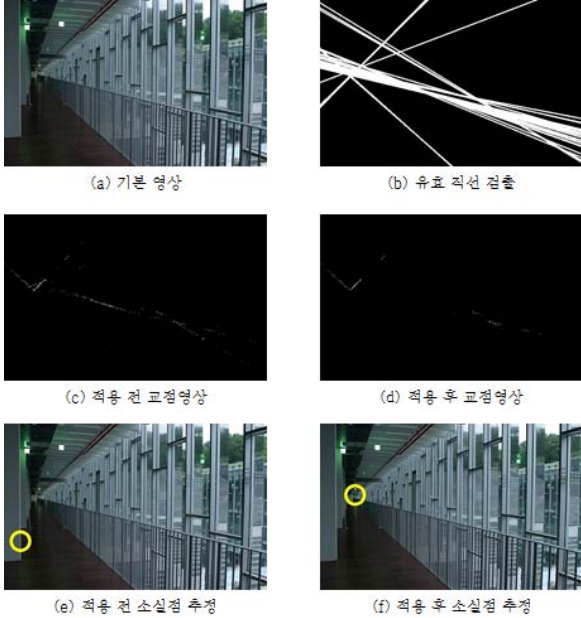 (a) 기본 영상
(b) 유효 직선 검출
(c) 적용 전 교점영상
(d) 적용 후 교점영상
(e) 적용 전 소실점 추정
(f) 적용 후 소실점 추정